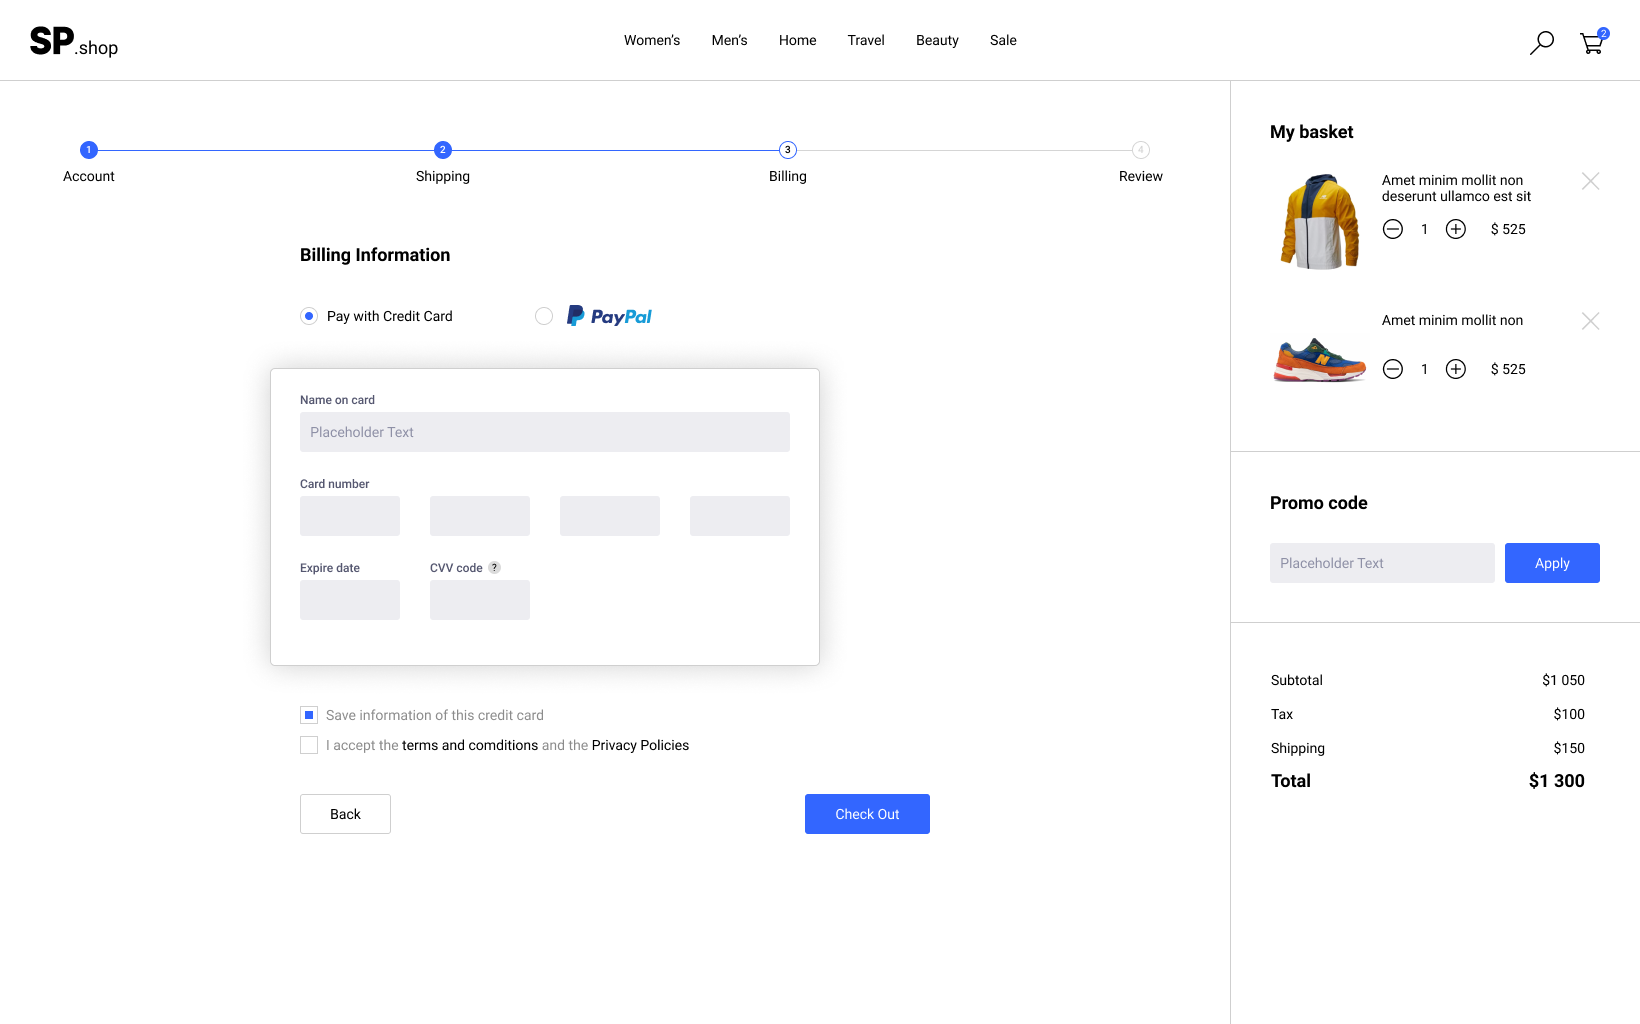 SP.shop
Women’s Men’s Home Travel Beauty Sale
2
1 2 3 4
Account Shipping Billing Review
Billing Information
Pay with Credit Card PayPal
Name on card
Placeholder Text
Card number
Expire date CVV code ?
Save information of this credit card
I accept the terms and comditions and the Privacy Policies
Back Check Out
My basket
Amet minim mollit non
deserunt ullamco est sit
1 $ 525
Amet minim mollit non
N
1 $ 525
Promo code
Placeholder Text Apply
Subtotal $1 050
Tax $100
Shipping $150
Total $1 300